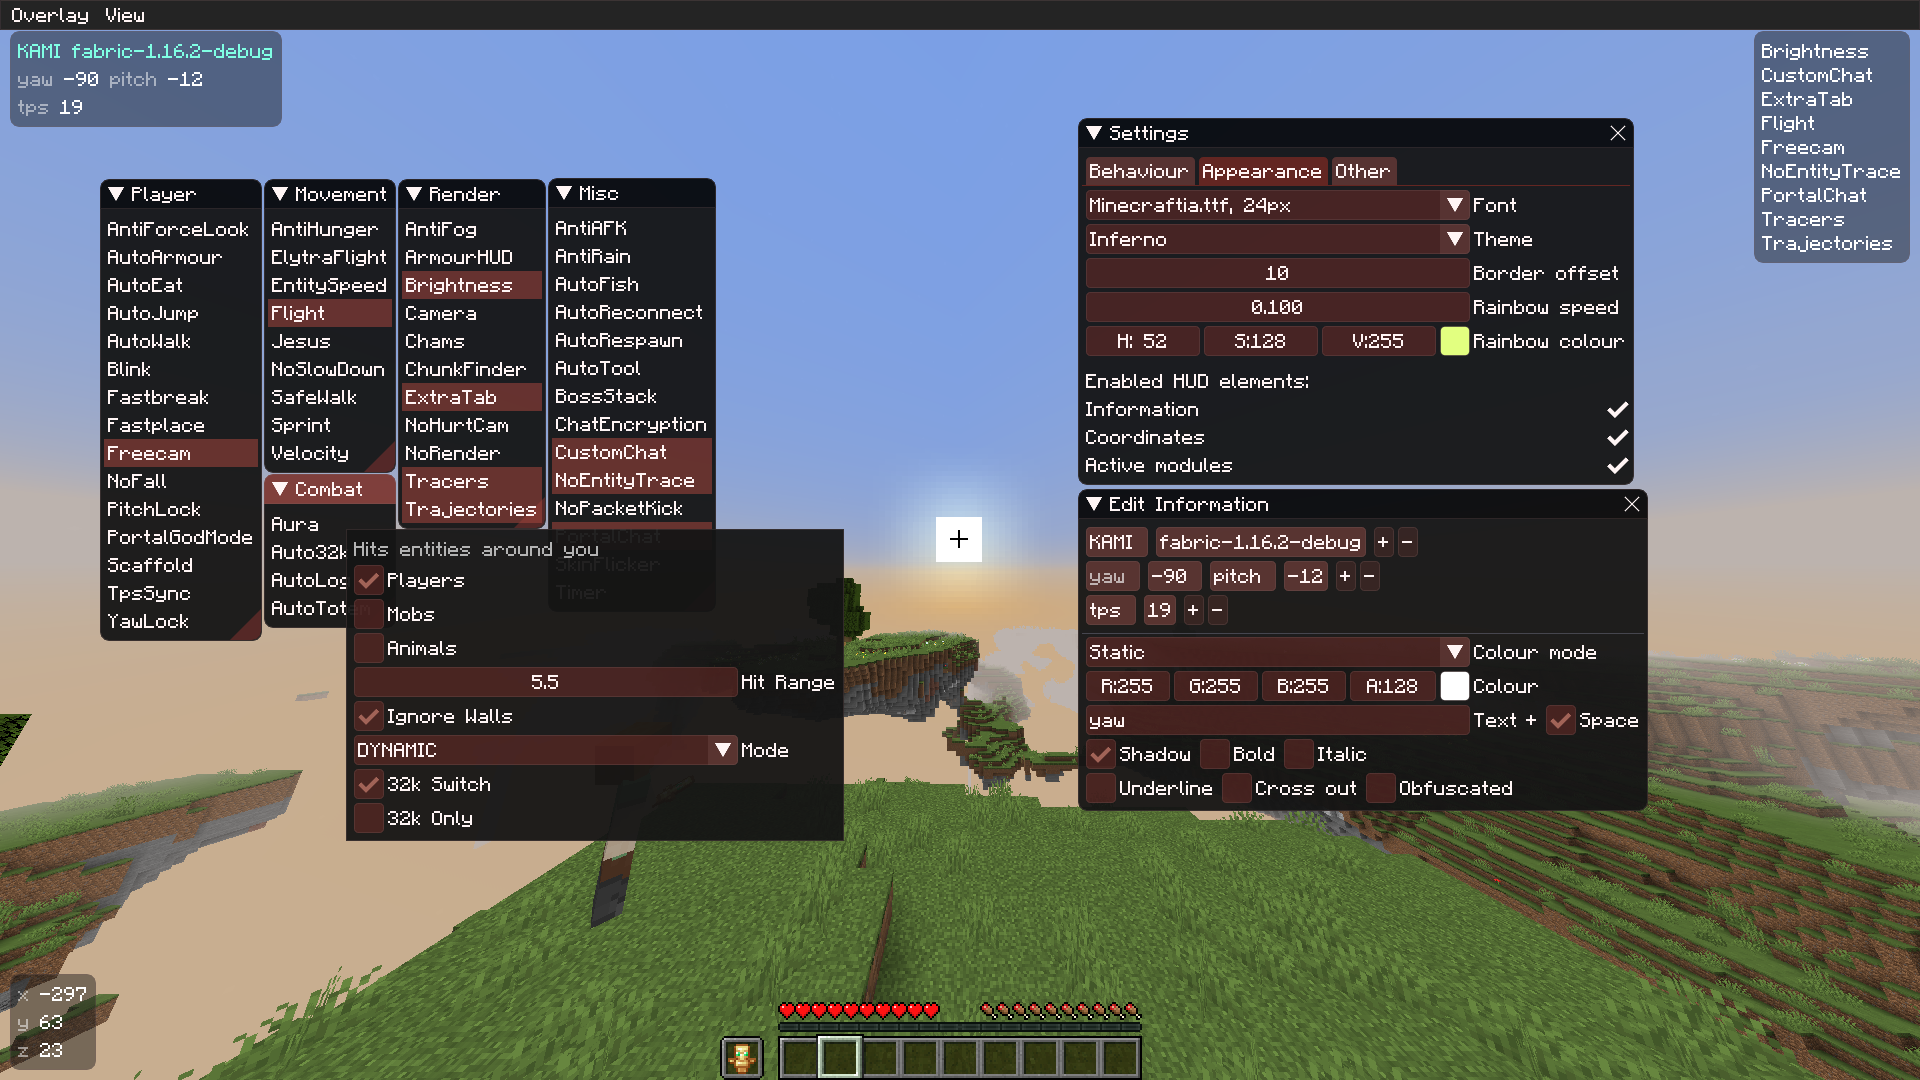 Overlay View
KAMI fabric-1.16.2-debug
yaw -90 pitch -12
tps 19
Brightness
CustomChat
ExtraTab
Flight
Freecam
NoEntityTrace
PortalChat
Tracers
Trajectories
Player
AntiForceLook
AutoArmour
AutoEat
AutoJump
AutoWalk
Blink
Fastbreak
Fastplace
Freecam
NoFall
PitchLock
PortalGodMode
Scaffold
TpsSync
YawLock
Movement
AntiHunger
ElytraFlight
EntitySpeed
Flight
Jesus
NoSlowDown
SafeWalk
Sprint
Velocity
Combat
Aura
Auto32k
AutoLog
AutoTotem
Render
AntiFog
ArmourHUD
Brightness
Camera
Chams
ChunkFinder
ExtraTab
NoHurtCam
NoRender
Tracers
Trajectories
Misc
AntiAFK
AntiRain
AutoFish
AutoReconnect
AutoRespawn
AutoTool
BossStack
ChatEncryption
CustomChat
NoEntityTrace
NoPacketKick
PortalChat
SkinFlicker
Timer
Hits entities around you
Players
Mobs
Animals
5.5 Hit Range
Ignore Walls
DYNAMIC Mode
32k Switch
32k Only
Settings
Behaviour Appearance Other
Minecraftia.ttf, 24px Font
Inferno Theme
10 Border offset
0.100 Rainbow speed
H: 52 S:128 V:255 Rainbow colour
Enabled HUD elements:
Information
Coordinates
Active modules
Edit Information
KAMI fabric-1.16.2-debug + -
yaw -90 pitch -12 + -
tps 19 + -
Static Colour mode
R:255 G:255 B:255 A:128 Colour
yaw Text + Space
Shadow Bold Italic
Underline Cross out Obfuscated
x -297
y 63
z 23